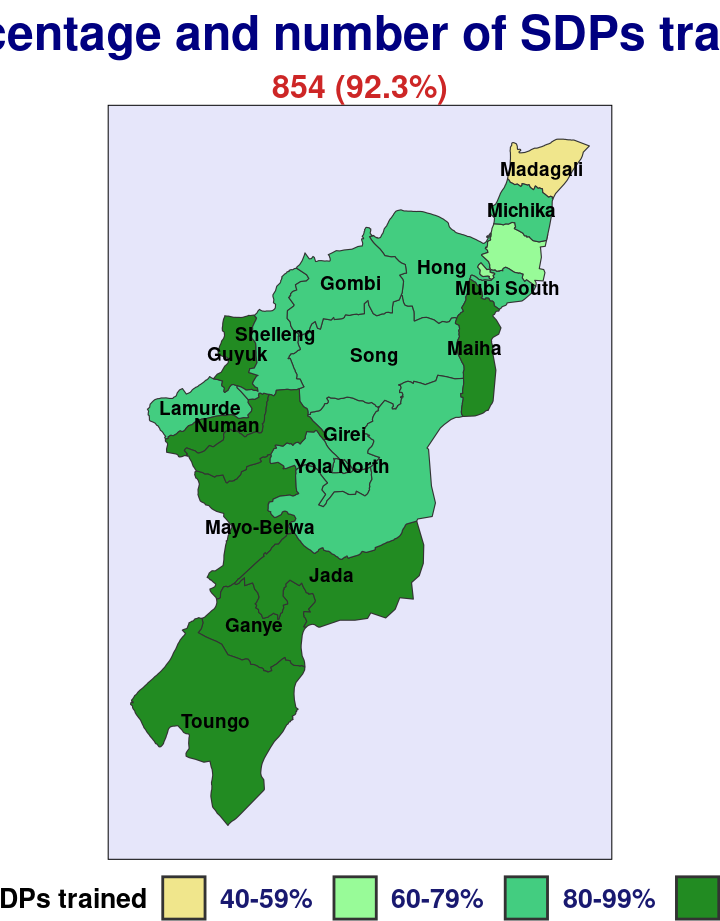 centage and number of SDPs tra
854 (92.3%)
Madagali
Michika
Hong
Gombi
Mubi South
Shelleng
Guyuk
Song
Maiha
Lamurde
Numan
Girei
Yola North
Mayo-Belwa
Jada
Ganye
Toungo
DPs trained 40-59% 60-79% 80-99%